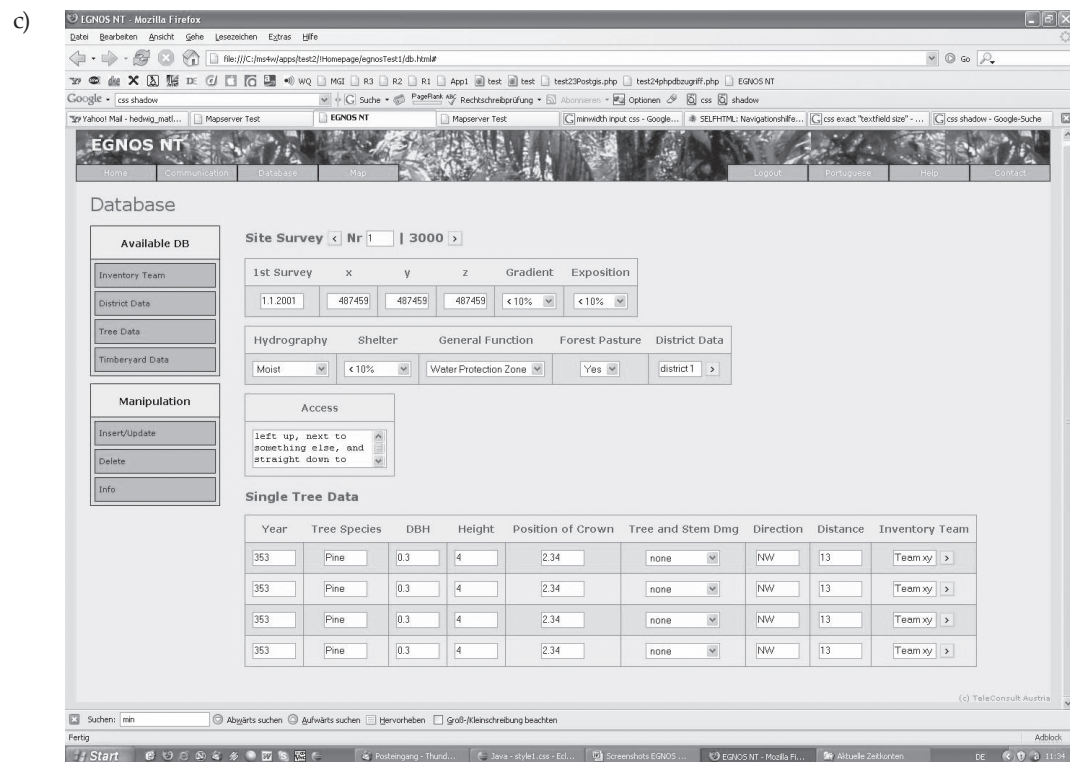 c)
EGNOS NT - Mozilla Firefox
Datei Bearbeiten Ansicht Gehe Lesezeichen Extras Hilfe
file:///C:/ms4w/apps/test2/!Homepage/egnosTest1/db.html# Go
DE WQ MGI R3 R2 R1 App1 test test test23Postgis.php test24phpdbzugriff.php EGNOS NT
Google css shadow G Suche PageRank ABC Rechtschreibprüfung Abonnieren Optionen css shadow
Yahoo! Mail - hedwig_matl... Mapserver Test EGNOS NT Mapserver Test minwidth input css - Google... SELFHTML: Navigationshilfe... css exact "textfield size" - ... css shadow - Google-Suche
EGNOS NT
Home Communication Database Map Logout Portuguese Help Contact
Database
Available DB
Inventory Team
District Data
Tree Data
Timberyard Data
Manipulation
Insert/Update
Delete
Info
Site Survey < Nr 1 | 3000 >
1st Survey x y z Gradient Exposition
1.1.2001 487459 487459 487459 <10% <10%
Hydrography Shelter General Function Forest Pasture District Data
Moist <10% Water Protection Zone Yes district 1 >
Access
left up, next to
something else, and
straight down to
Single Tree Data
Year Tree Species DBH Height Position of Crown Tree and Stem Dmg Direction Distance Inventory Team
353 Pine 0.3 4 2.34 none NW 13 Team xy >
353 Pine 0.3 4 2.34 none NW 13 Team xy >
353 Pine 0.3 4 2.34 none NW 13 Team xy >
353 Pine 0.3 4 2.34 none NW 13 Team xy >
(c) TeleConsult Austria
Suchen: min Abwärts suchen Aufwärts suchen Hervorheben Groß-/Kleinschreibung beachten
Fertig Adblock
Start Posteingang - Thund... Java - style1.css - Ecl... Screenshots EGNOS ... EGNOS NT - Mozilla Fi... Aktuelle Zeitkonten DE 11:34